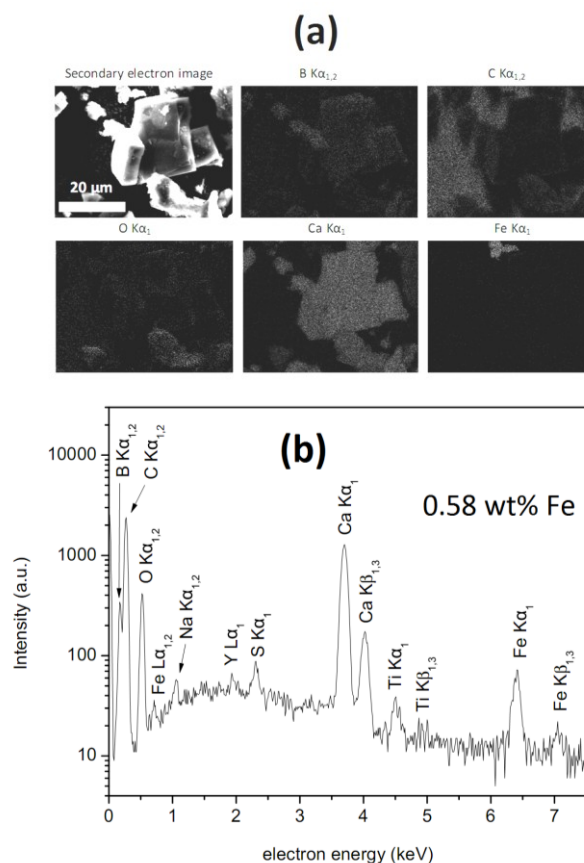 (a)
Secondary electron image
B Kα1,2
C Kα1,2
20 μm
O Kα1
Ca Kα1
Fe Kα1
(b)
0.58 wt% Fe
B Kα1,2
C Kα1,2
O Kα1,2
Fe Lα1,2
Na Kα1,2
Y Lα1
S Kα1
Ca Kα1
Ca Kβ1,3
Ti Kα1
Ti Kβ1,3
Fe Kα1
Fe Kβ1,3
Intensity (a.u.)
10000
1000
100
10
0 1 2 3 4 5 6 7
electron energy (keV)